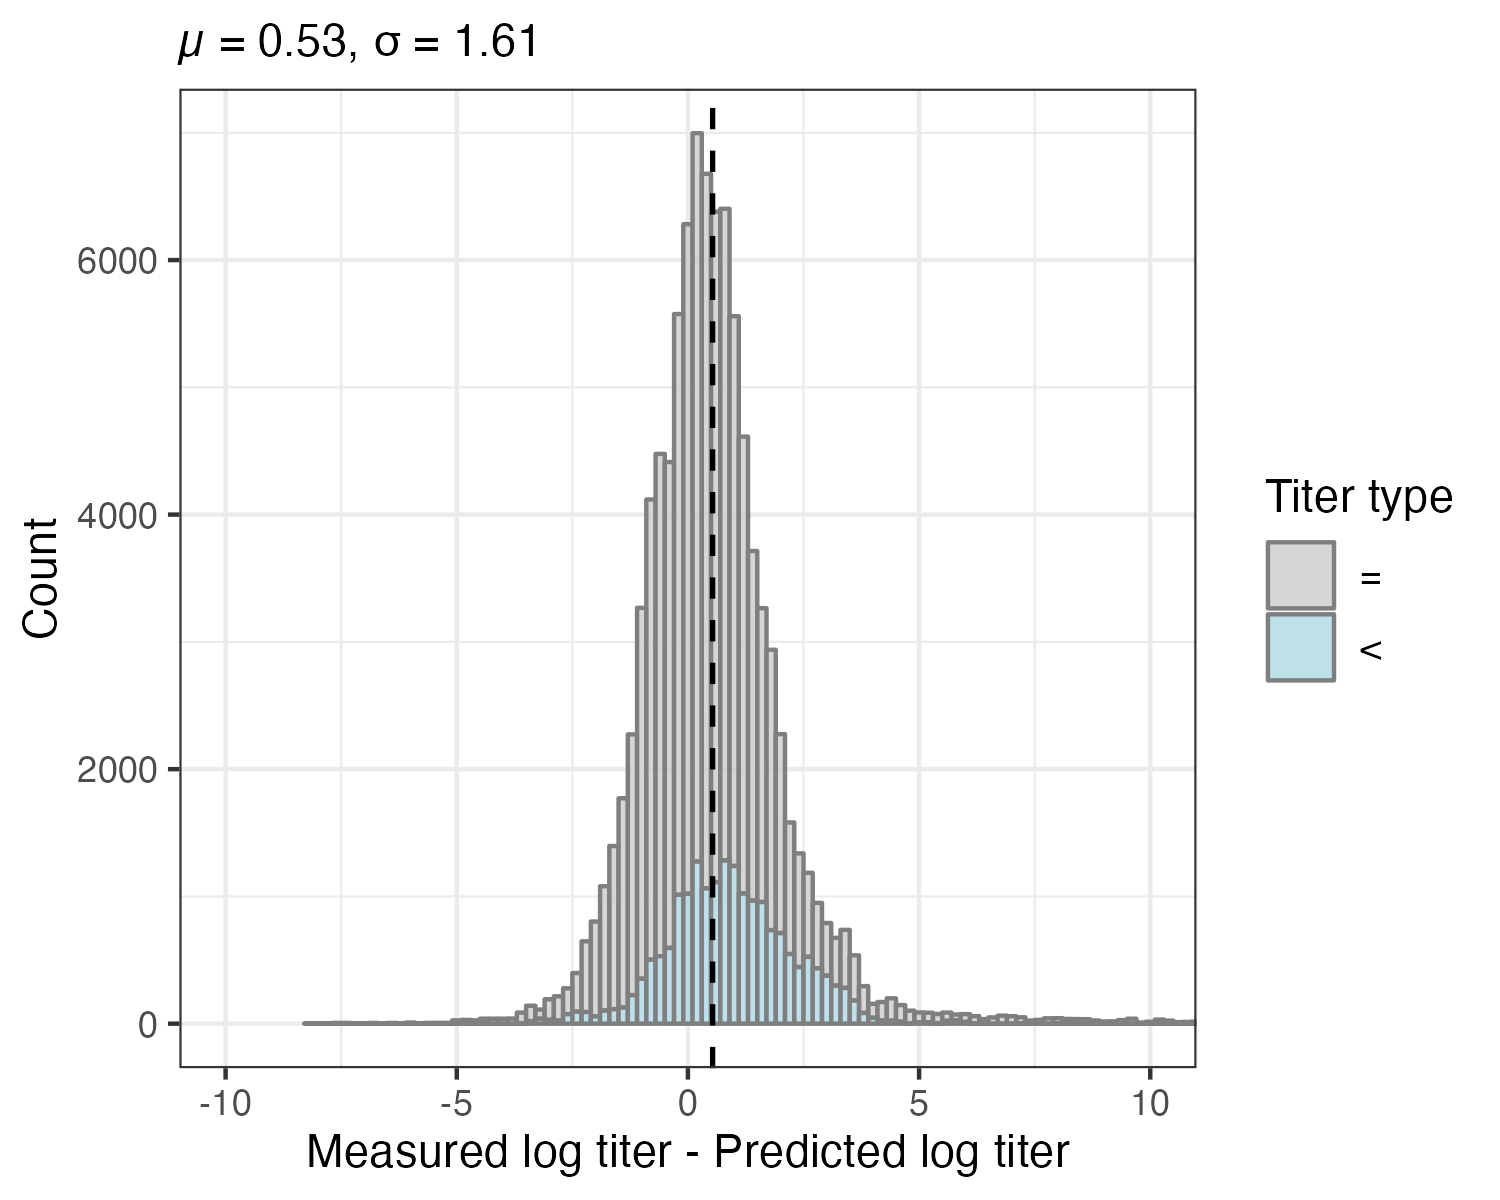 μ = 0.53, σ = 1.61
Count
6000
4000
2000
0
-10 -5 0 5 10
Measured log titer - Predicted log titer
Titer type
=
<